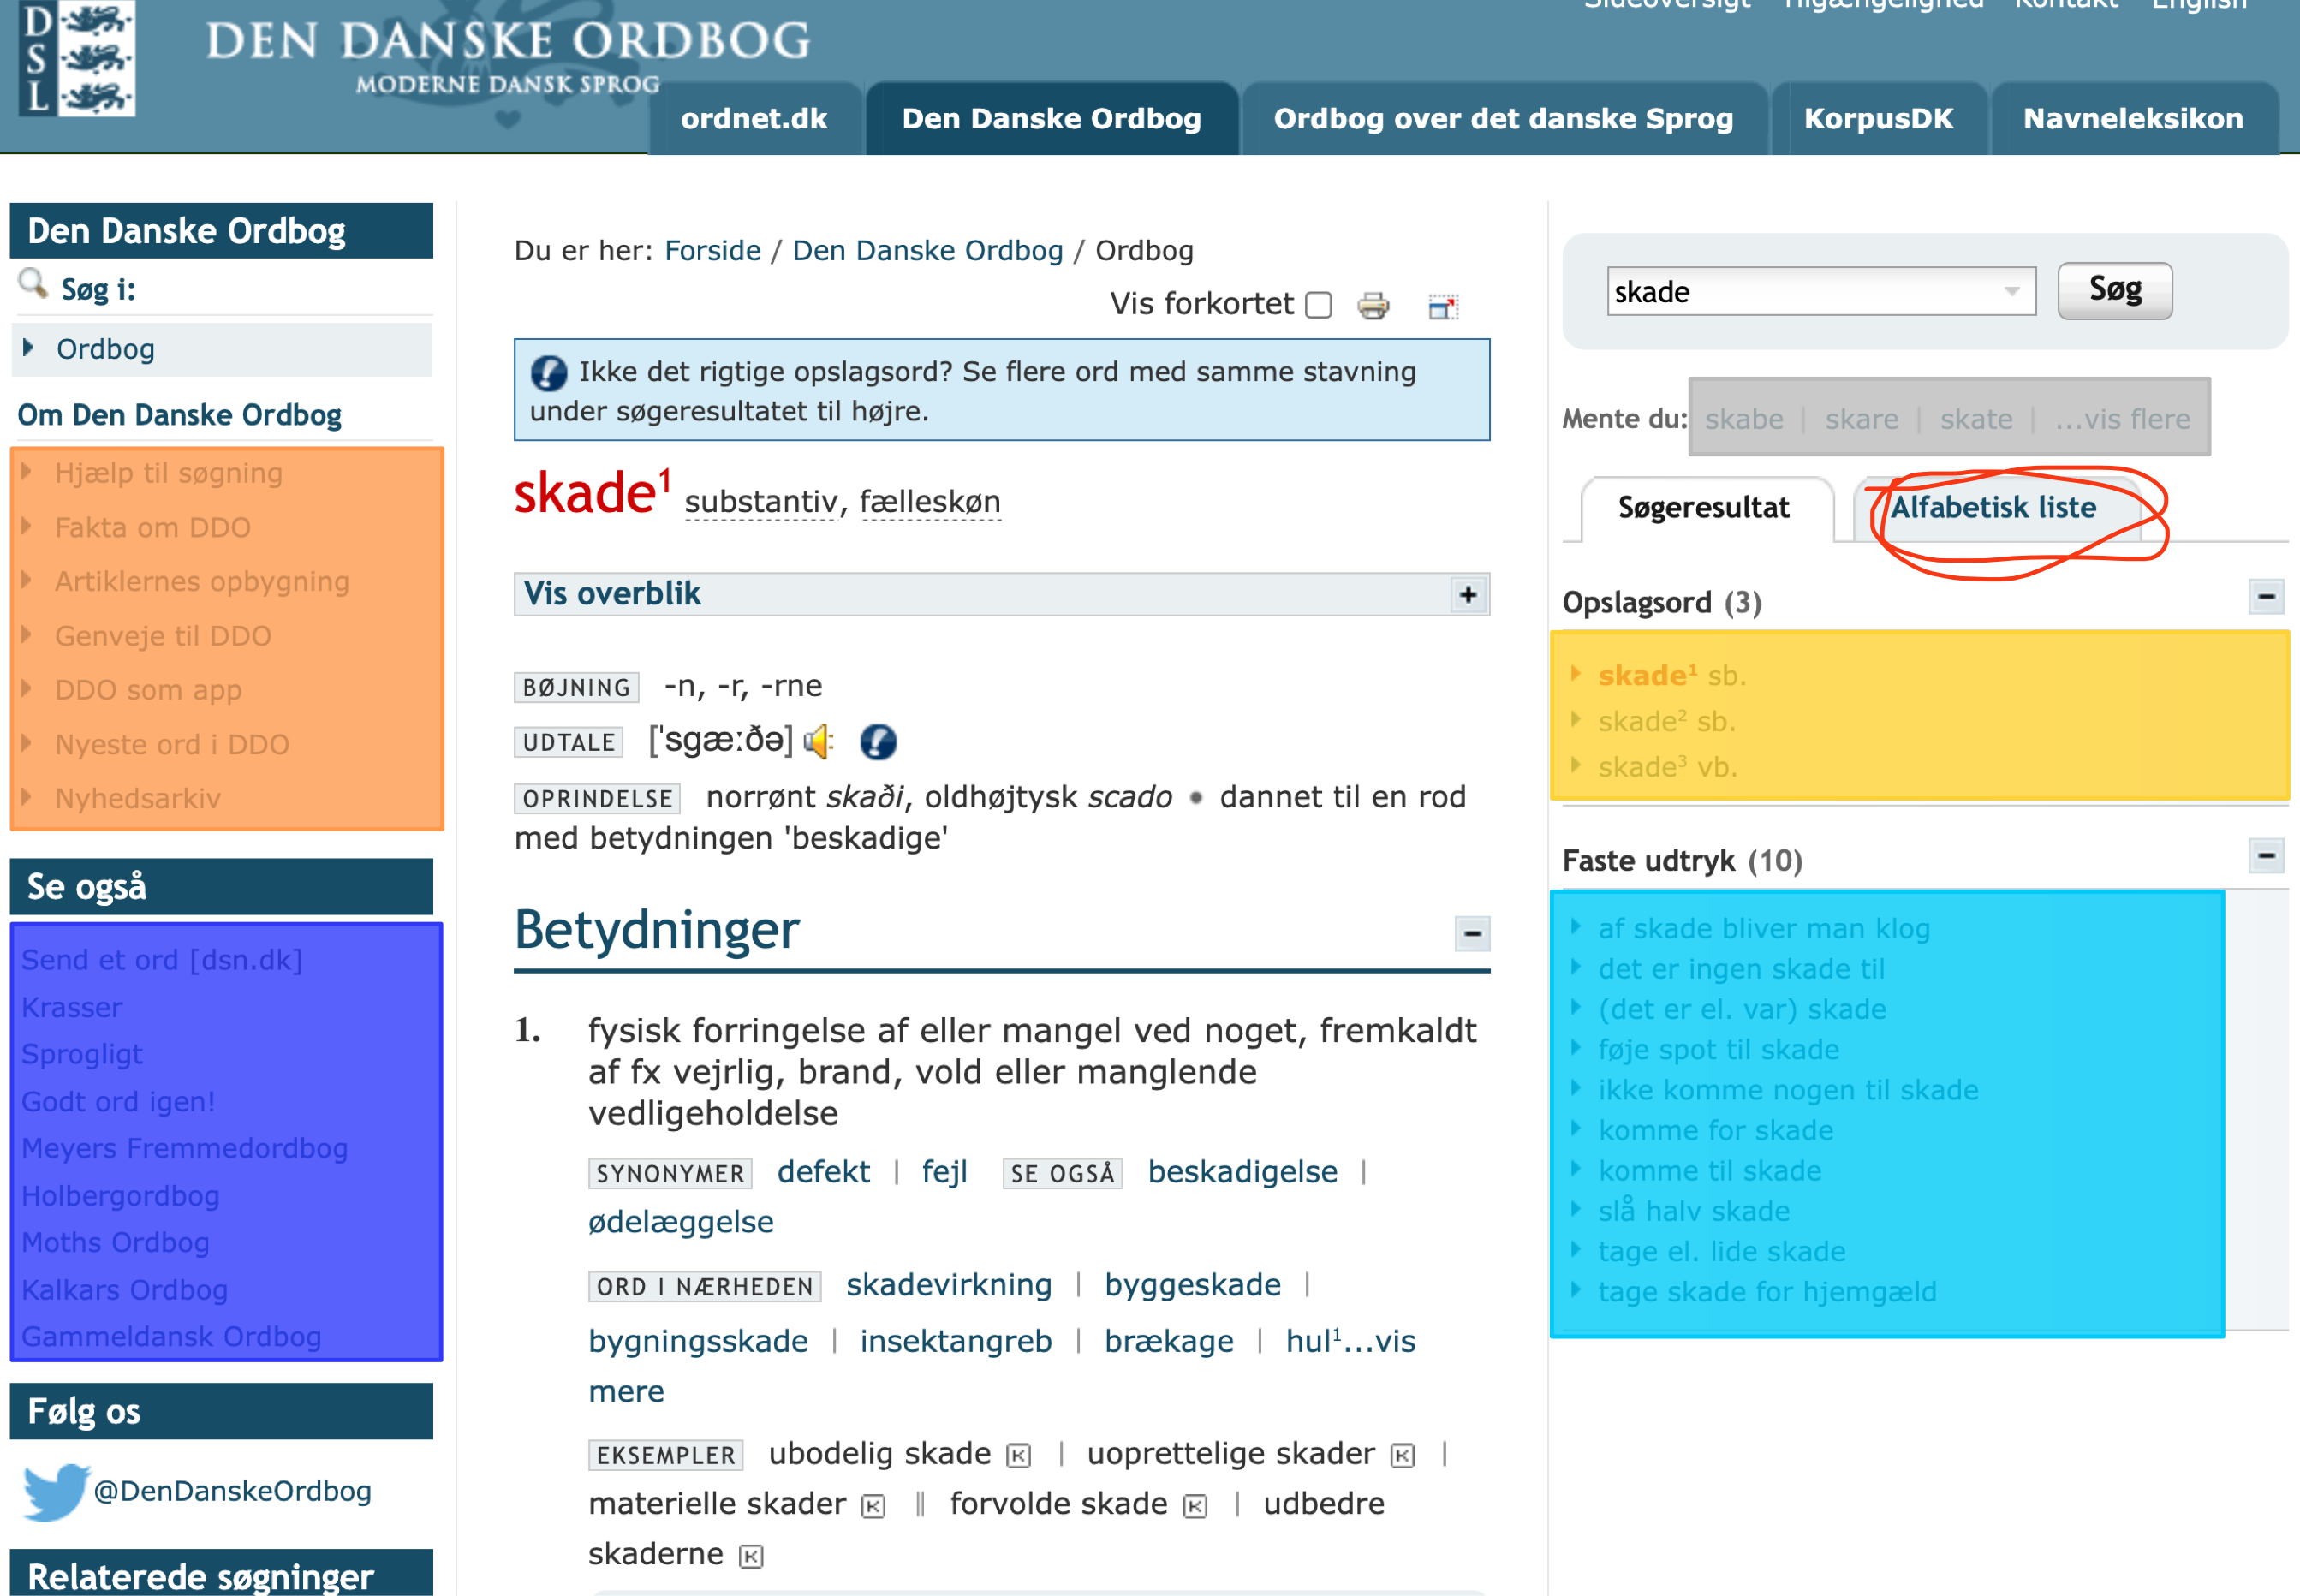 Sideoversigt Tilgængelighed Kontakt English
DSL
DEN DANSKE ORDBOG
MODERNE DANSK SPROG
ordnet.dk Den Danske Ordbog Ordbog over det danske Sprog KorpusDK Navneleksikon
Den Danske Ordbog
Søg i:
Ordbog
Om Den Danske Ordbog
Hjælp til søgning
Fakta om DDO
Artiklernes opbygning
Genveje til DDO
DDO som app
Nyeste ord i DDO
Nyhedsarkiv
Se også
Send et ord [dsn.dk]
Krasser
Sprogligt
Godt ord igen!
Meyers Fremmedordbog
Holbergordbog
Moths Ordbog
Kalkars Ordbog
Gammeldansk Ordbog
Følg os
@DenDanskeOrdbog
Relaterede søgninger
Du er her: Forside / Den Danske Ordbog / Ordbog
Vis forkortet
Ikke det rigtige opslagsord? Se flere ord med samme stavning
under søgeresultatet til højre.
skade¹ substantiv, fælleskøn
Vis overblik +
BØJNING -n, -r, -rne
UDTALE [ˈsgæːðə]
OPRINDELSE norrønt skaði, oldhøjtysk scado • dannet til en rod
med betydningen 'beskadige'
Betydninger
1. fysisk forringelse af eller mangel ved noget, fremkaldt
af fx vejrlig, brand, vold eller manglende
vedligeholdelse
SYNONYMER defekt | fejl SE OGSÅ beskadigelse |
ødelæggelse
ORD I NÆRHEDEN skadevirkning | byggeskade |
bygningsskade | insektangreb | brækage | hul¹...vis
mere
EKSEMPLER ubodelig skade K | uoprettelige skader K |
materielle skader K || forvolde skade K | udbedre
skaderne K
skade Søg
Mente du: skabe | skare | skate | ...vis flere
Søgeresultat Alfabetisk liste
Opslagsord (3)
skade¹ sb.
skade² sb.
skade³ vb.
Faste udtryk (10)
af skade bliver man klog
det er ingen skade til
(det er el. var) skade
føje spot til skade
ikke komme nogen til skade
komme for skade
komme til skade
slå halv skade
tage el. lide skade
tage skade for hjemgæld